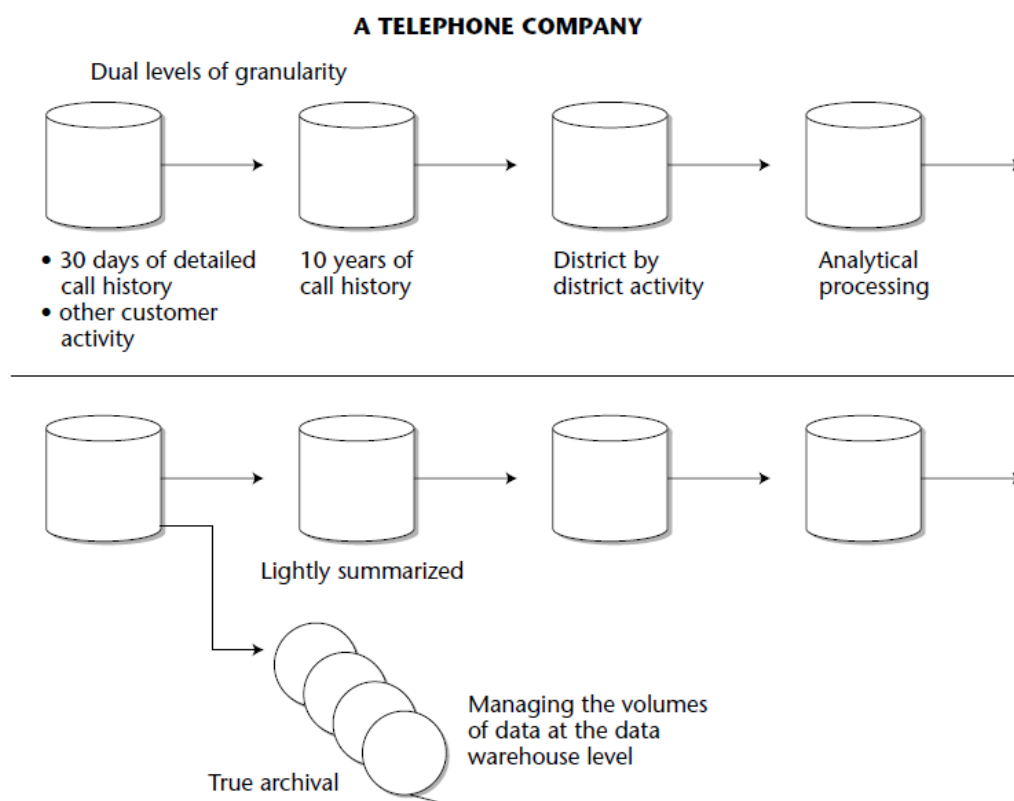 A TELEPHONE COMPANY
Dual levels of granularity
• 30 days of detailed
call history
• other customer
activity
10 years of
call history
District by
district activity
Analytical
processing
Lightly summarized
Managing the volumes
of data at the data
warehouse level
True archival